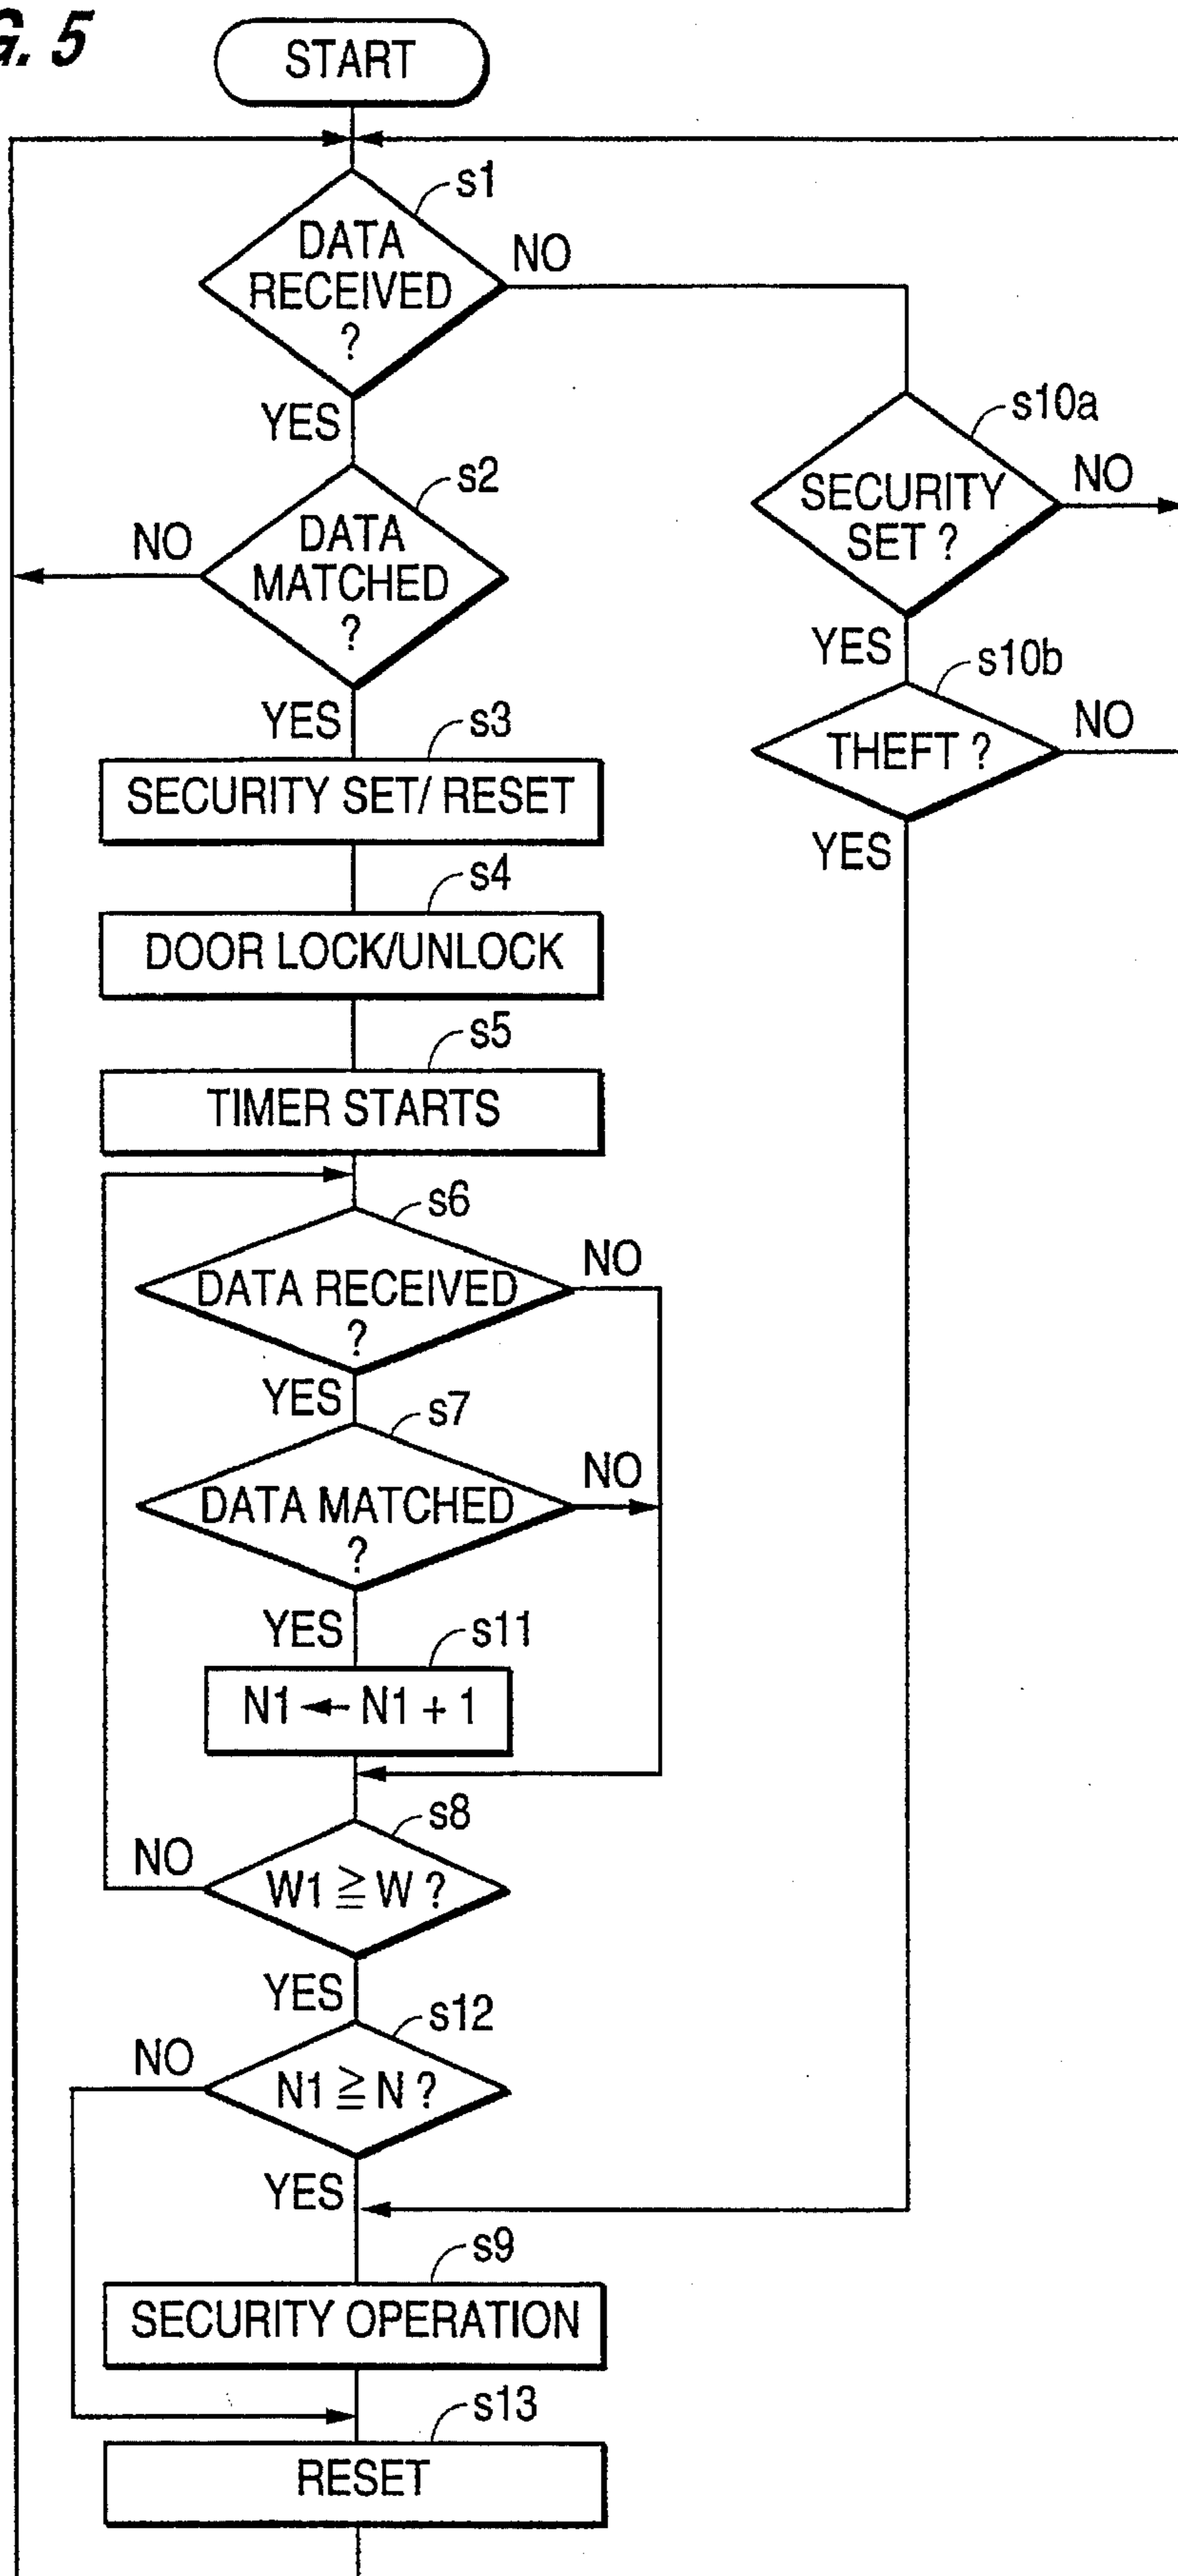 G. 5
START
s1
DATA
RECEIVED
?
NO
YES
s2
DATA
MATCHED
?
NO
YES
s10a
SECURITY
SET ?
NO
YES
s10b
THEFT ?
NO
YES
s3
SECURITY SET/ RESET
s4
DOOR LOCK/UNLOCK
s5
TIMER STARTS
s6
DATA RECEIVED
?
NO
YES
s7
DATA MATCHED
?
NO
YES
s11
N1 ← N1 + 1
s8
W1 ≧ W ?
NO
YES
s12
N1 ≧ N ?
NO
YES
s9
SECURITY OPERATION
s13
RESET